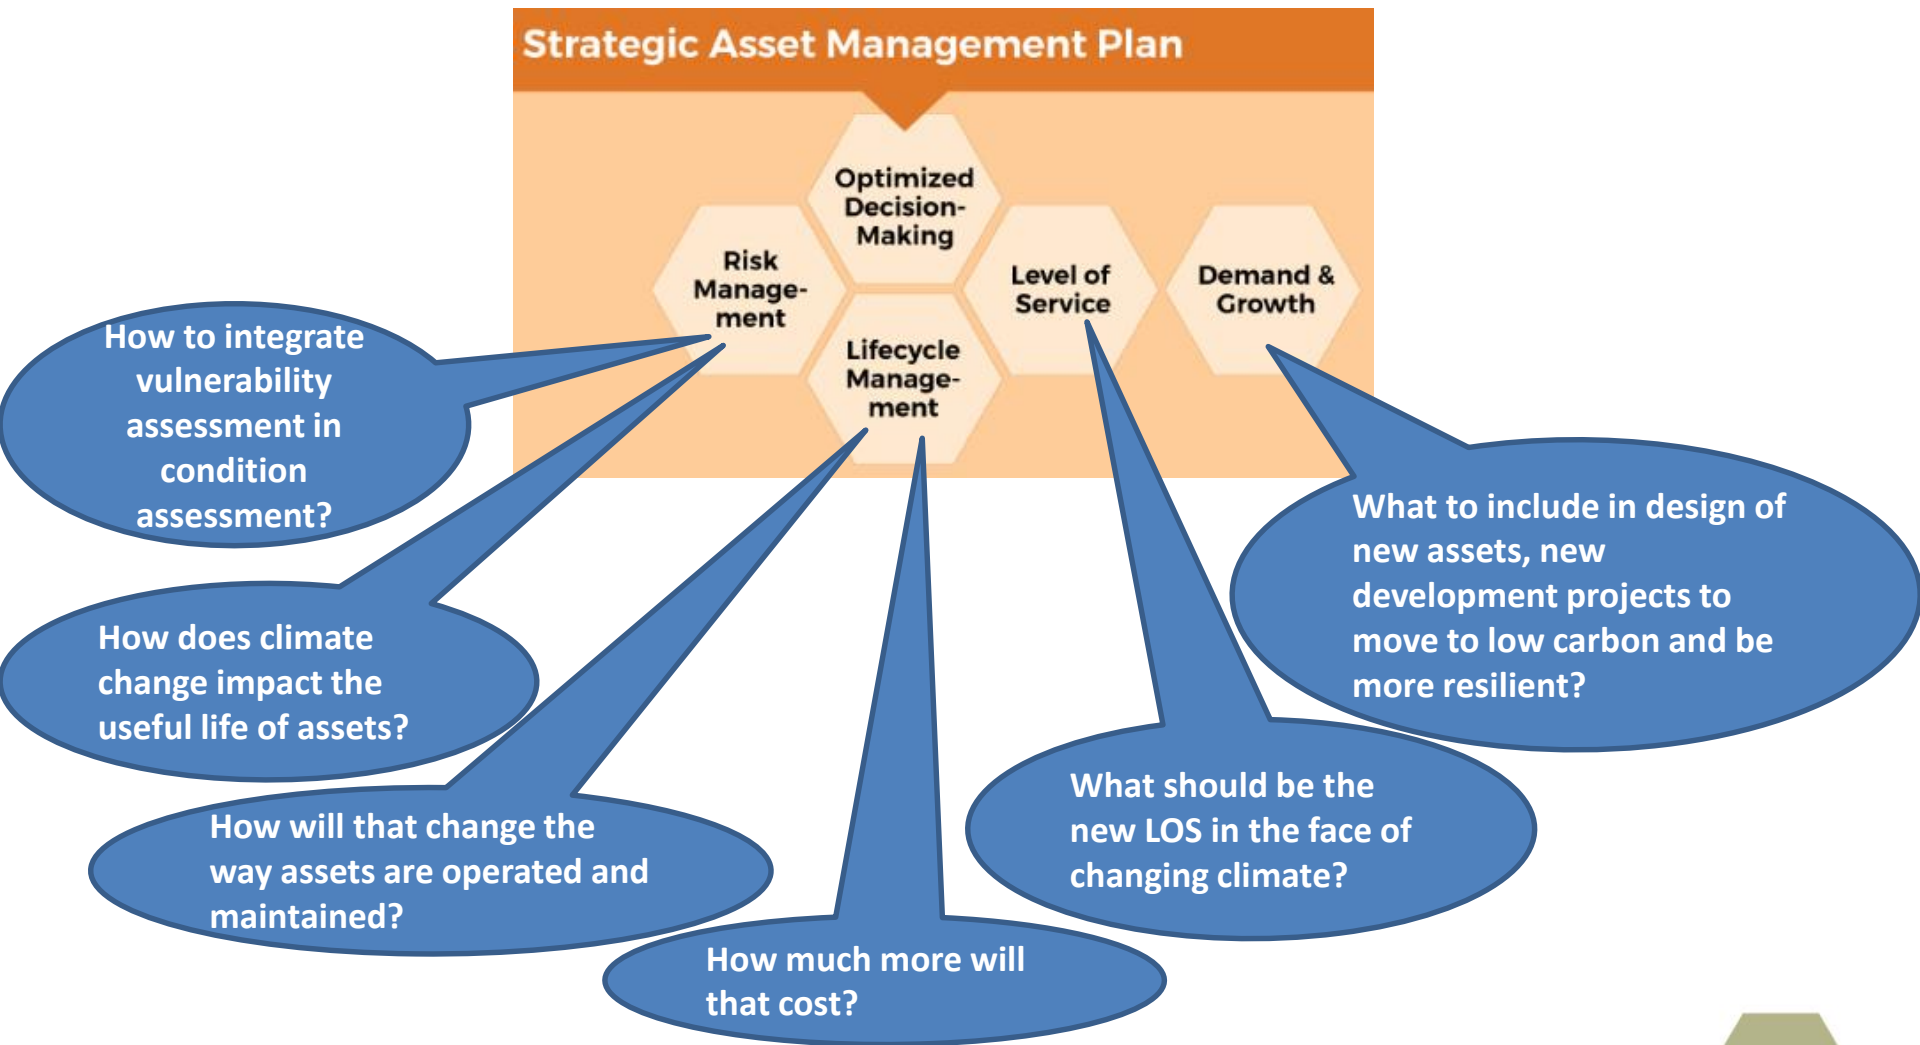 Strategic Asset Management Plan
Optimized
Decision-
Making
Risk
Manage-
ment
Level of
Service
Demand &
Growth
Lifecycle
Manage-
ment
How to integrate
vulnerability
assessment in
condition
assessment?
How does climate
change impact the
useful life of assets?
How will that change the
way assets are operated and
maintained?
How much more will
that cost?
What should be the
new LOS in the face of
changing climate?
What to include in design of
new assets, new
development projects to
move to low carbon and be
more resilient?